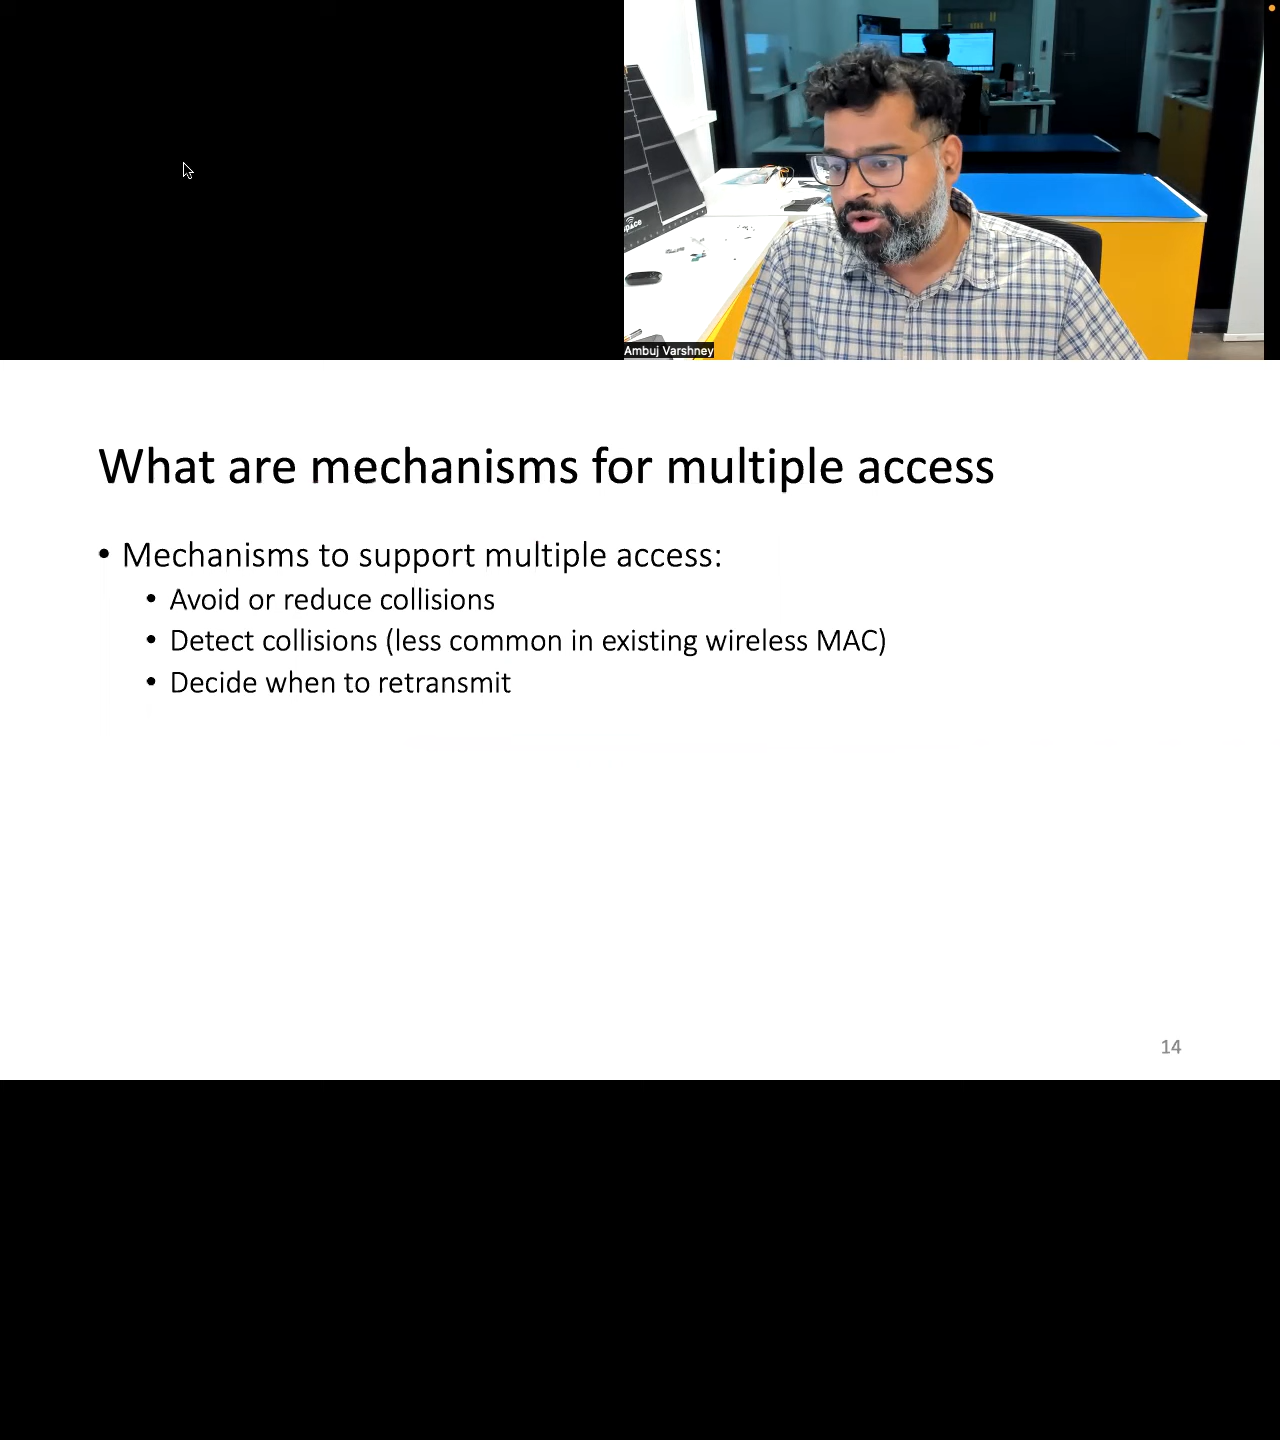 space
Ambuj Varshney
What are mechanisms for multiple access
• Mechanisms to support multiple access:
• Avoid or reduce collisions
• Detect collisions (less common in existing wireless MAC)
• Decide when to retransmit
14